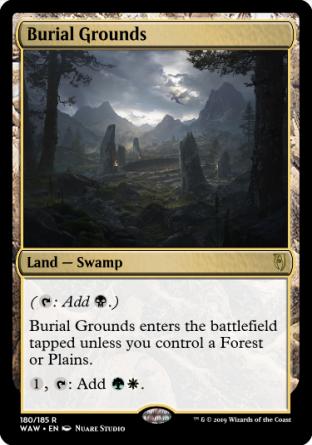 Burial Grounds
Land — Swamp
(T: Add B.)
Burial Grounds enters the battlefield
tapped unless you control a Forest
or Plains.
1, T: Add GW.
180/185 R
WAW • EN Nuare Studio
™ & © 2019 Wizards of the Coast